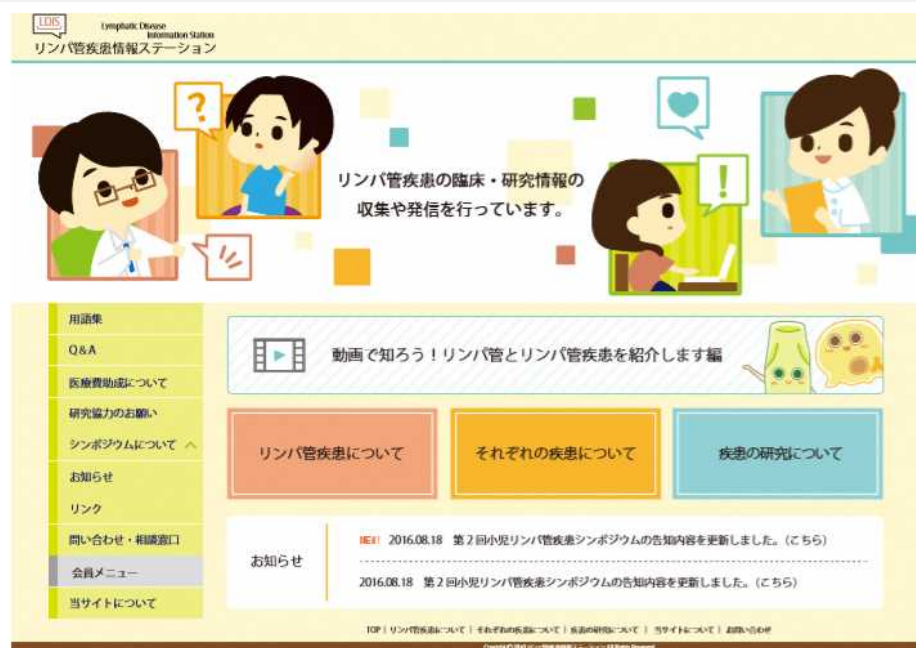 LDIS
Lymphatic Disease
Information Station
リンパ管疾患情報ステーション
?
!
リンパ管疾患の臨床・研究情報の
収集や発信を行っています。
用語集
Q&A
医療費助成について
研究協力のお願い
シンポジウムについて
お知らせ
リンク
問い合わせ・相談窓口
会員メニュー
当サイトについて
動画で知ろう!リンパ管とリンパ管疾患を紹介します編
リンパ管疾患について
それぞれの疾患について
疾患の研究について
お知らせ
NEW! 2016.08.18 第2回小児リンパ管疾患シンポジウムの告知内容を更新しました。(こちら)
2016.08.18 第2回小児リンパ管疾患シンポジウムの告知内容を更新しました。(こちら)
TOP | リンパ管疾患について | それぞれの疾患について | 疾患の研究について | 当サイトについて | お問い合わせ